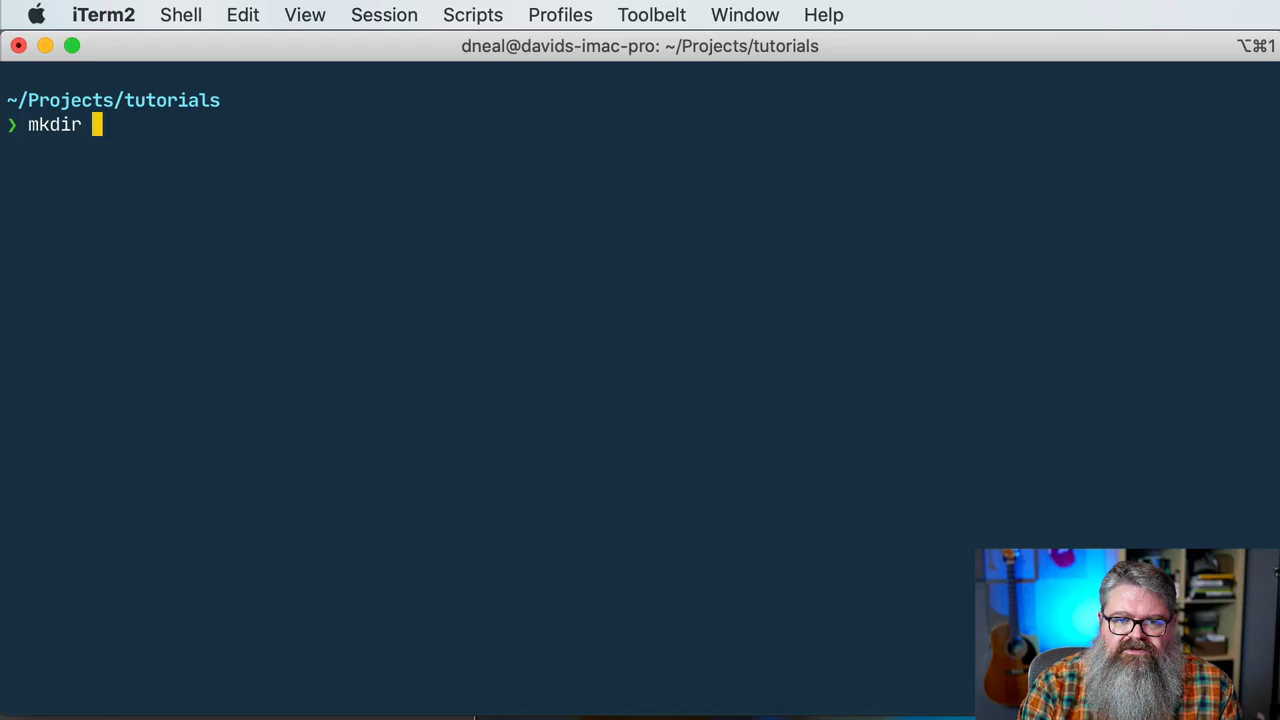 iTerm2 Shell Edit View Session Scripts Profiles Toolbelt Window Help
dneal@davids-imac-pro: ~/Projects/tutorials ⌥⌘1
~/Projects/tutorials
❯ mkdir